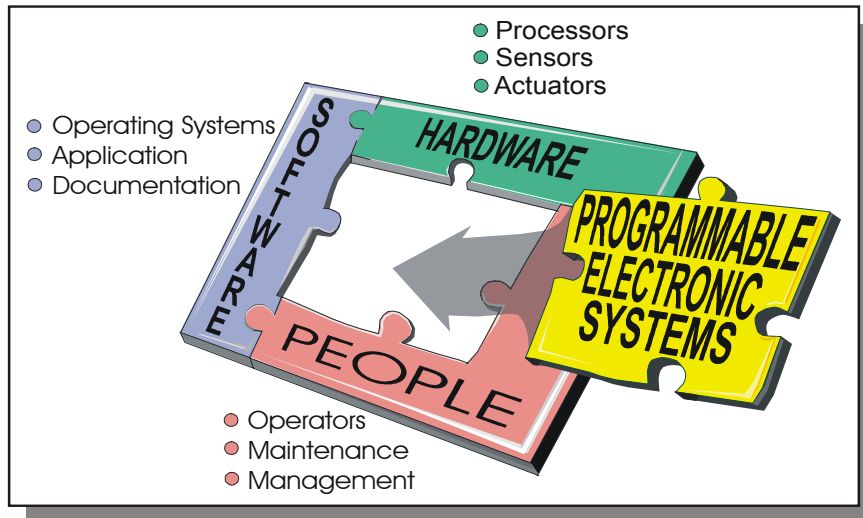 Processors
Sensors
Actuators
Operating Systems
Application
Documentation
SOFTWARE
HARDWARE
PROGRAMMABLE
ELECTRONIC
SYSTEMS
PEOPLE
Operators
Maintenance
Management